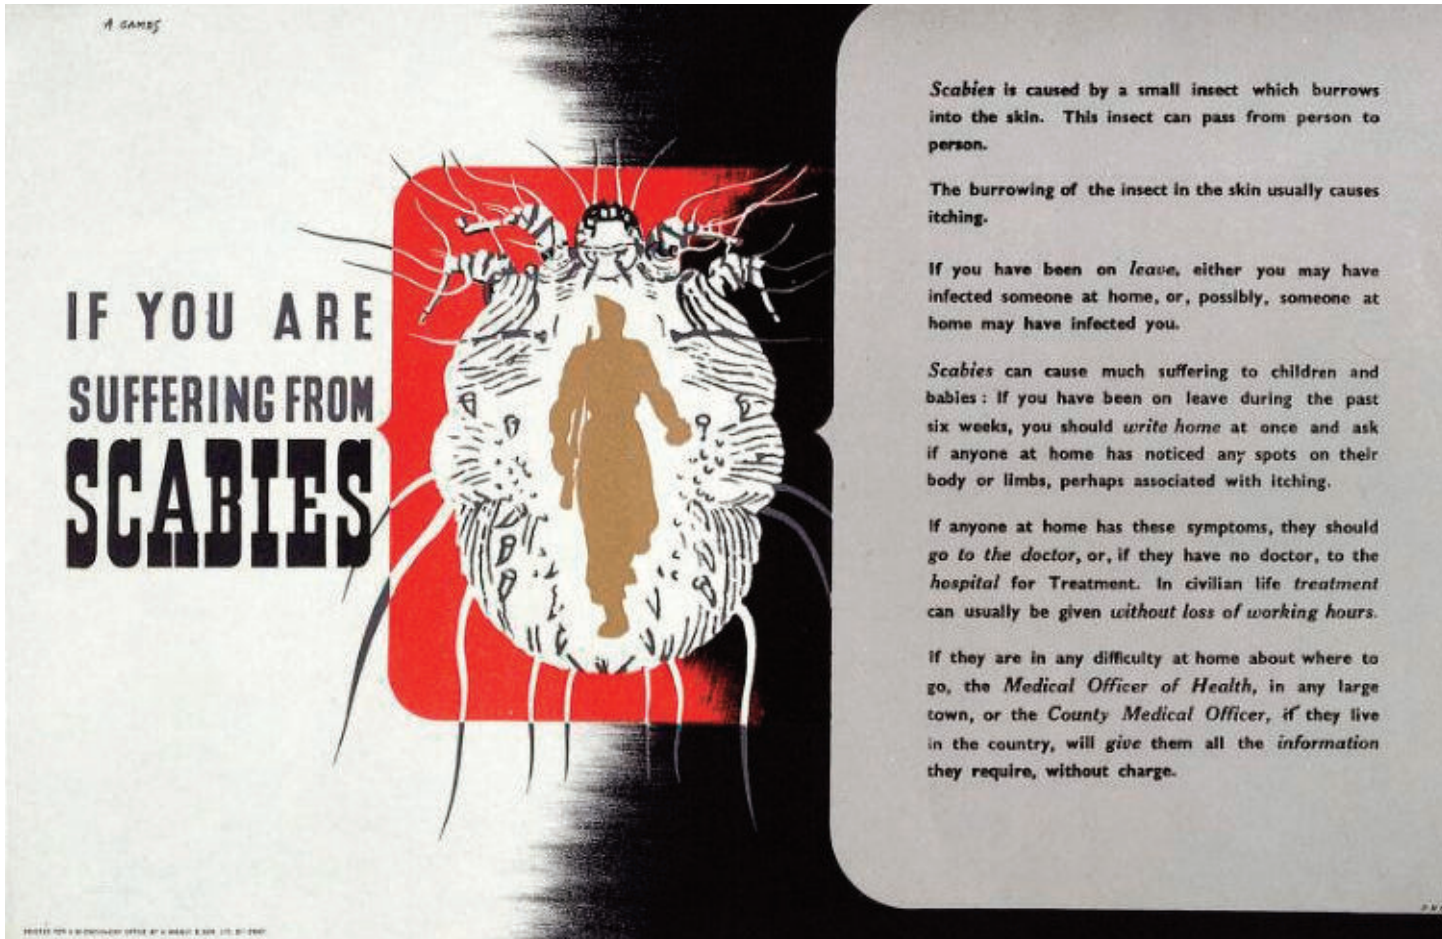 A GAMES
IF YOU ARE
SUFFERING FROM
SCABIES
Scabies is caused by a small insect which burrows
into the skin. This insect can pass from person to
person.
The burrowing of the insect in the skin usually causes
itching.
If you have been on leave, either you may have
infected someone at home, or, possibly, someone at
home may have infected you.
Scabies can cause much suffering to children and
babies : If you have been on leave during the past
six weeks, you should write home at once and ask
if anyone at home has noticed any spots on their
body or limbs, perhaps associated with itching.
If anyone at home has these symptoms, they should
go to the doctor, or, if they have no doctor, to the
hospital for Treatment. In civilian life treatment
can usually be given without loss of working hours.
If they are in any difficulty at home about where to
go, the Medical Officer of Health, in any large
town, or the County Medical Officer, if they live
in the country, will give them all the information
they require, without charge.